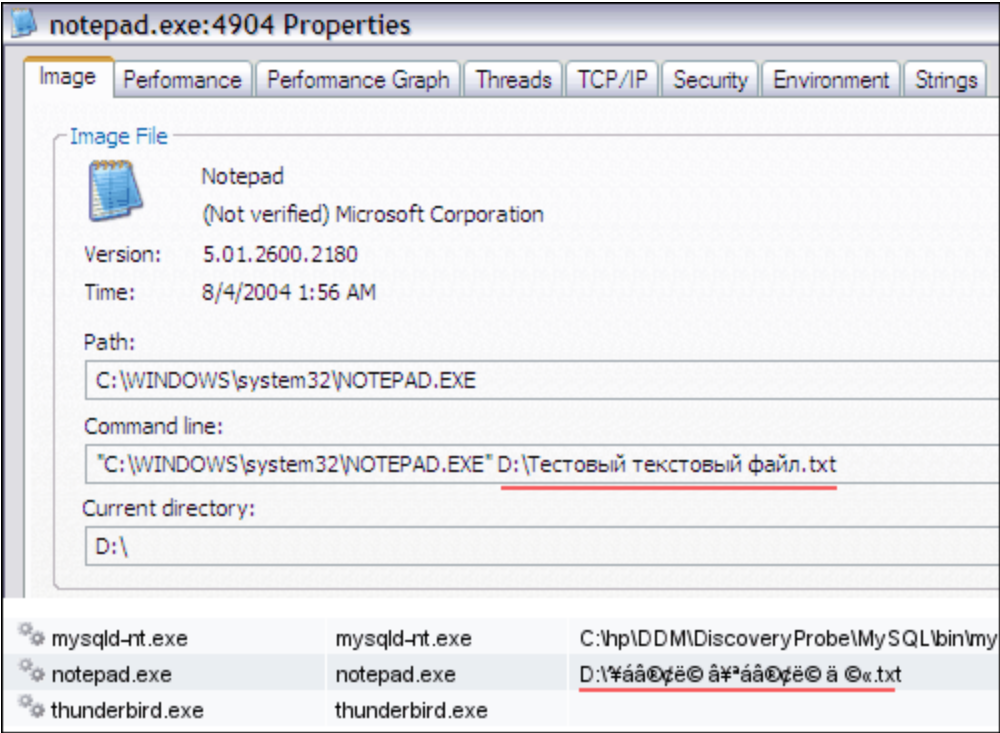 notepad.exe:4904 Properties
Image Performance Performance Graph Threads TCP/IP Security Environment Strings
Image File
Notepad
(Not verified) Microsoft Corporation
Version: 5.01.2600.2180
Time: 8/4/2004 1:56 AM
Path:
C:\WINDOWS\system32\NOTEPAD.EXE
Command line:
"C:\WINDOWS\system32\NOTEPAD.EXE" D:\Тестовый текстовый файл.txt
Current directory:
D:\
mysqld-nt.exe mysqld-nt.exe C:\hp\DDM\DiscoveryProbe\MySQL\bin\my
notepad.exe notepad.exe D:\'¥áâ®¢ë© â¥ªáâ®¢ë© ä ©«.txt
thunderbird.exe thunderbird.exe